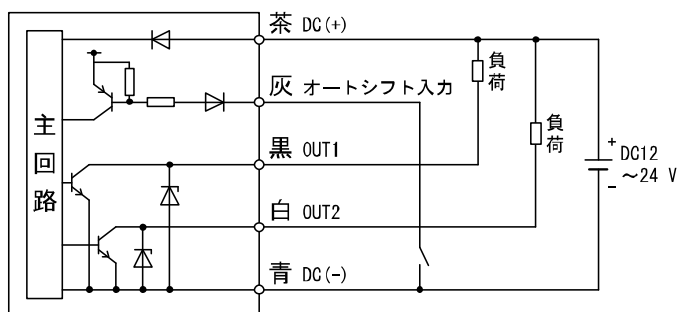 茶 DC(+)
灰 オートシフト入力
黒 OUT1
白 OUT2
青 DC(-)
主回路
負荷
負荷
+
DC12
～24 V
-